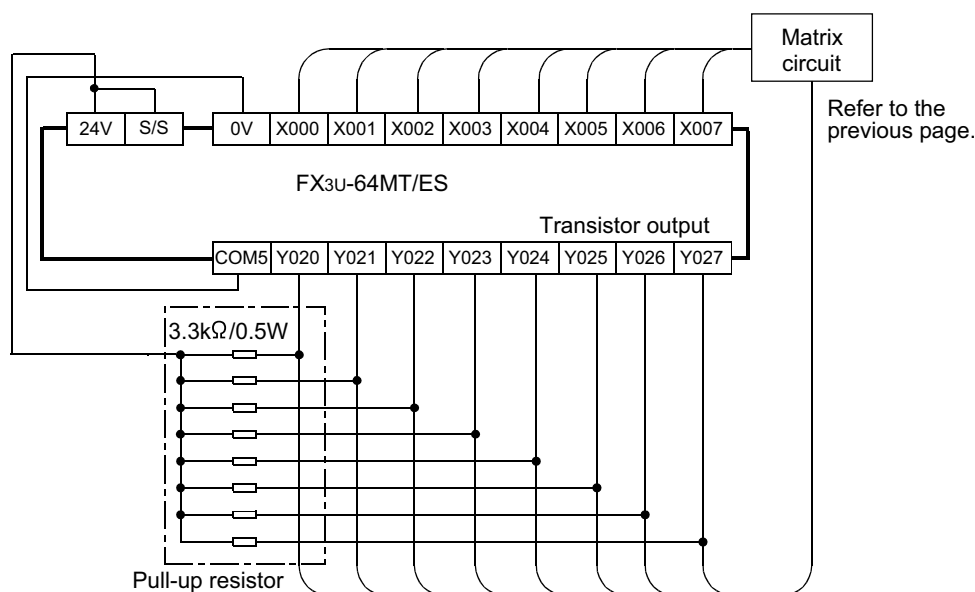 Matrix
circuit
Refer to the
previous page.
24V S/S 0V X000 X001 X002 X003 X004 X005 X006 X007
FX3U-64MT/ES
Transistor output
COM5 Y020 Y021 Y022 Y023 Y024 Y025 Y026 Y027
3.3kΩ/0.5W
Pull-up resistor